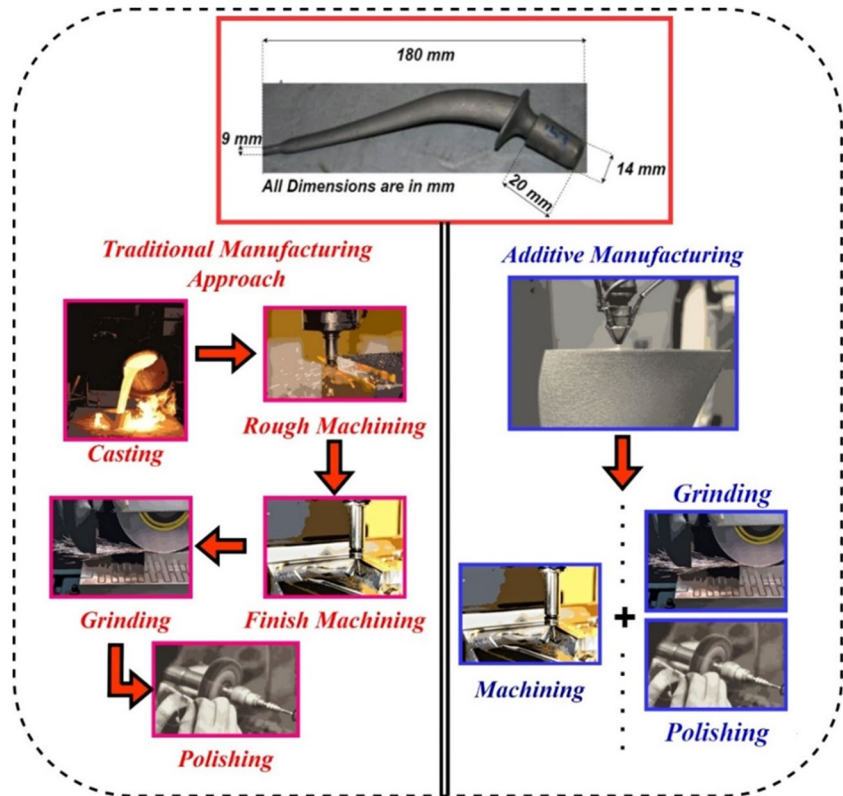 180 mm
9 mm
14 mm
20 mm
All Dimensions are in mm
Traditional Manufacturing
Approach
Casting
Rough Machining
Grinding
Finish Machining
Polishing
Additive Manufacturing
Grinding
+
Machining
Polishing